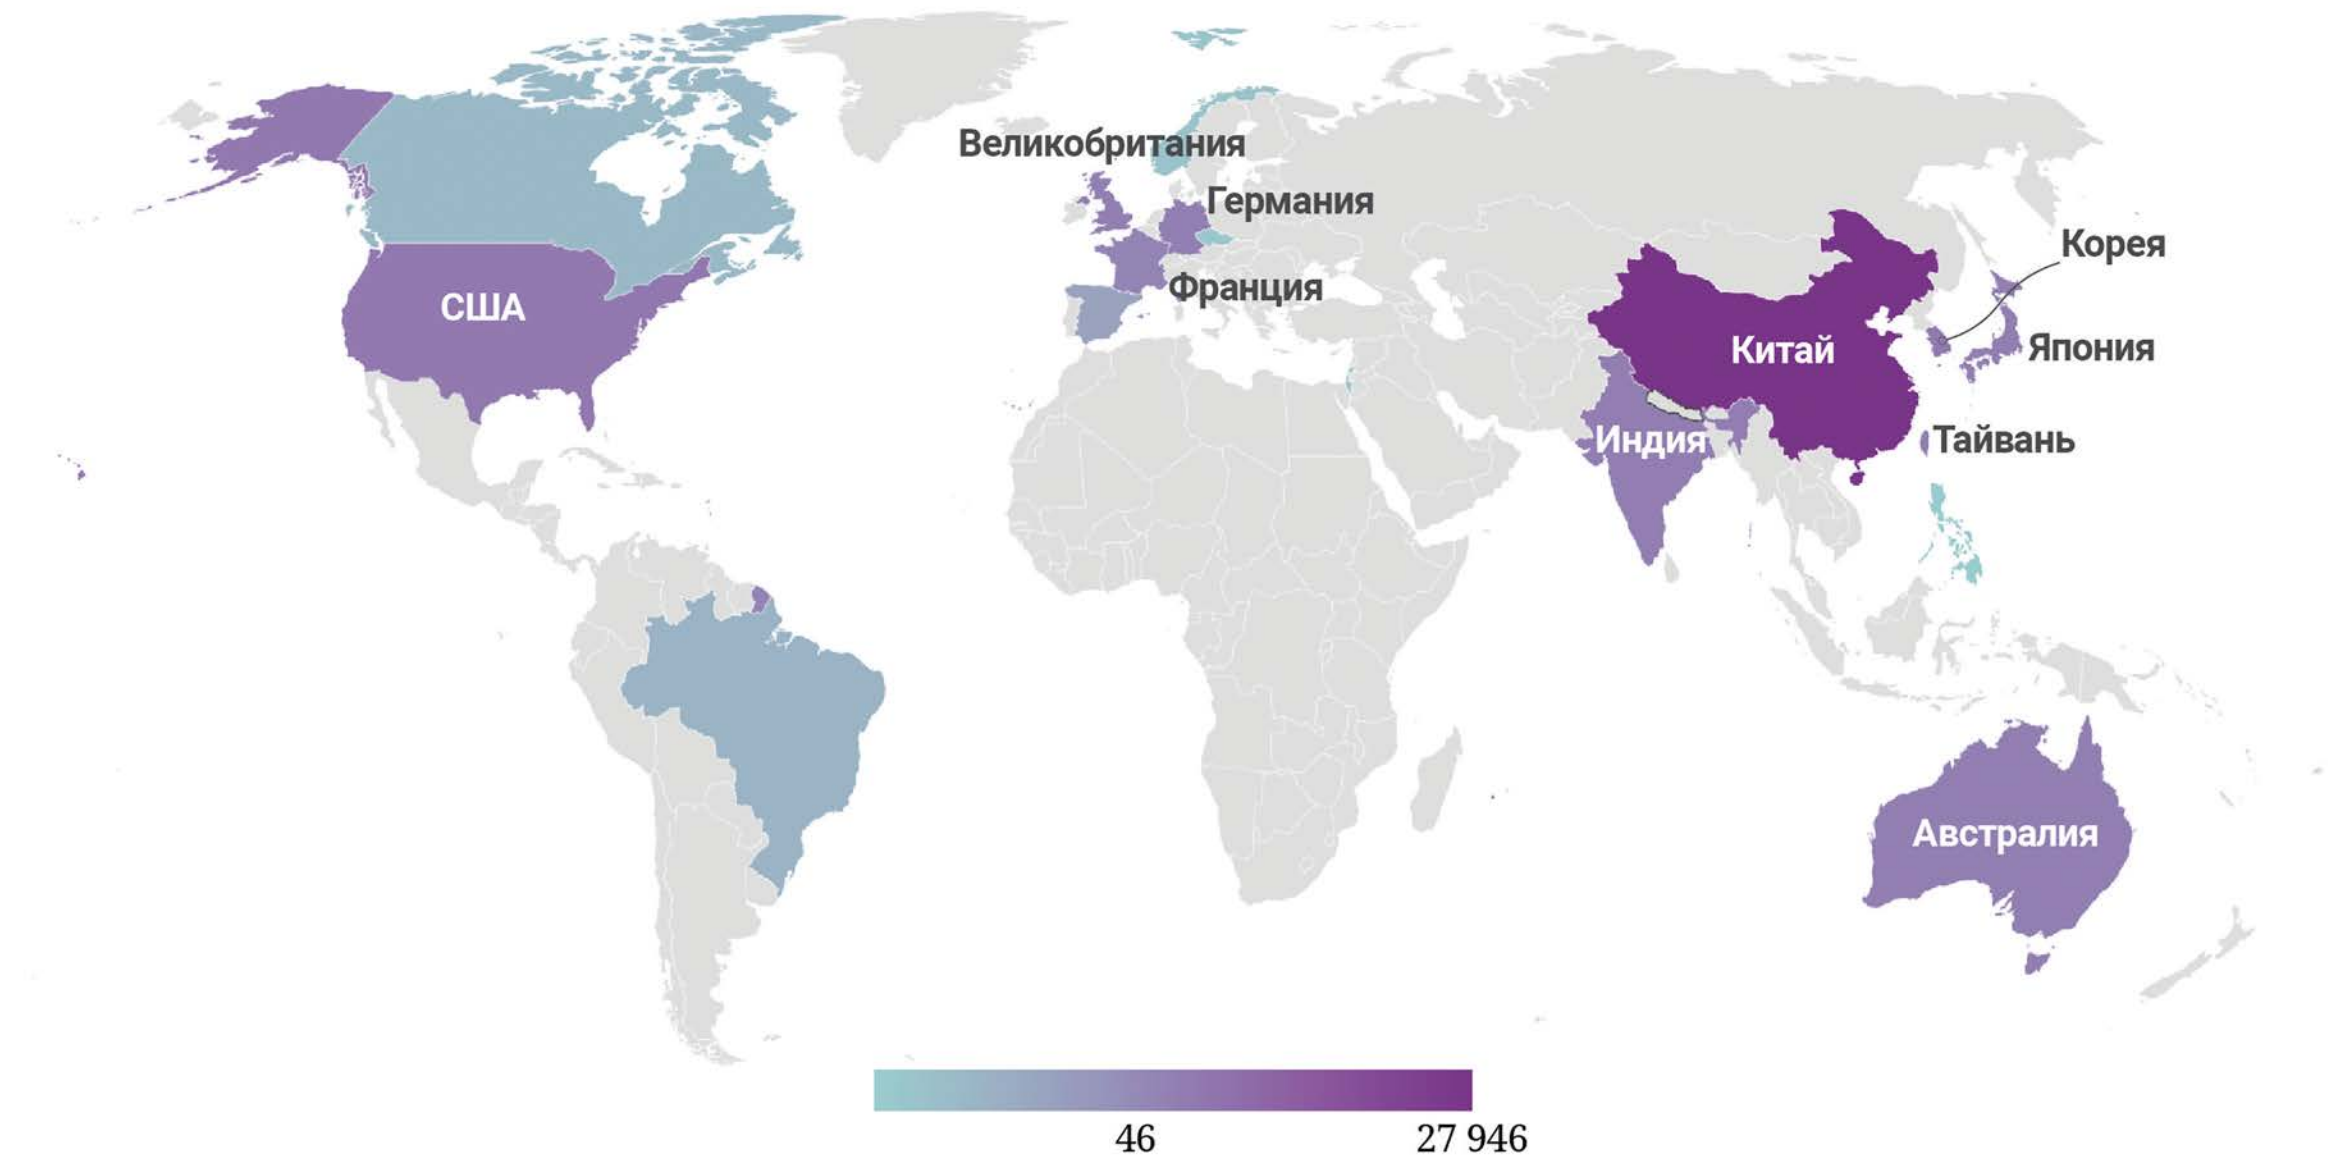 Великобритания
Германия
Корея
Франция
США
Китай
Япония
Индия
Тайвань
Австралия
46
27 946